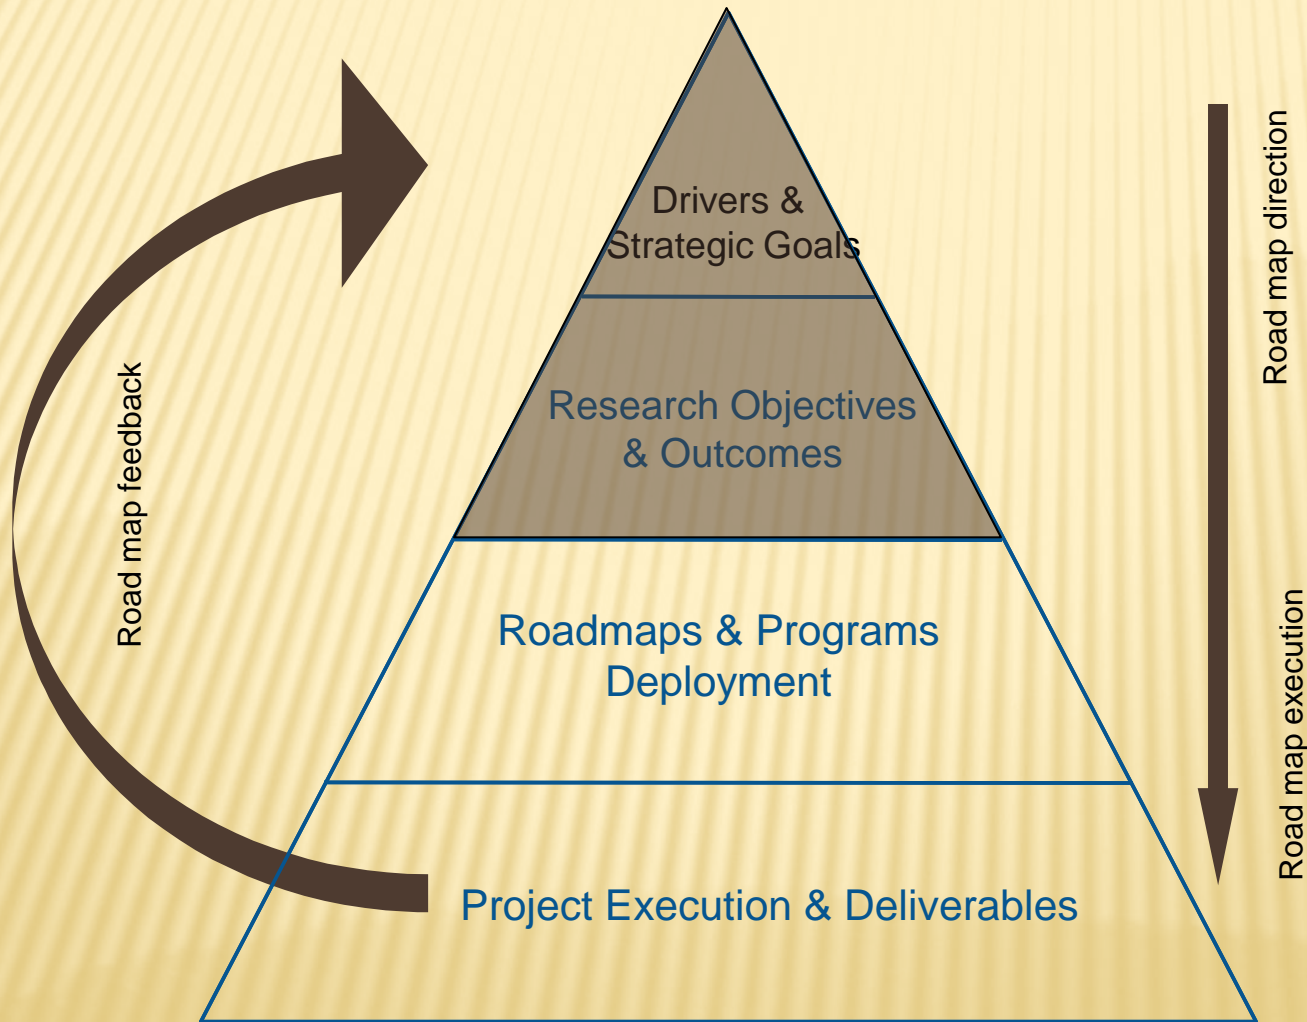 Drivers &
Strategic Goals
Research Objectives
& Outcomes
Roadmaps & Programs
Deployment
Project Execution & Deliverables
Road map feedback
Road map direction
Road map execution